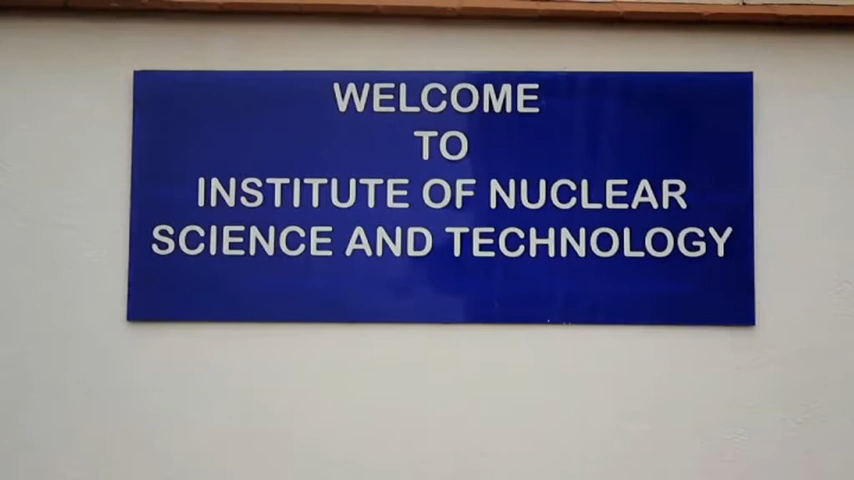 WELCOME
TO
INSTITUTE OF NUCLEAR
SCIENCE AND TECHNOLOGY